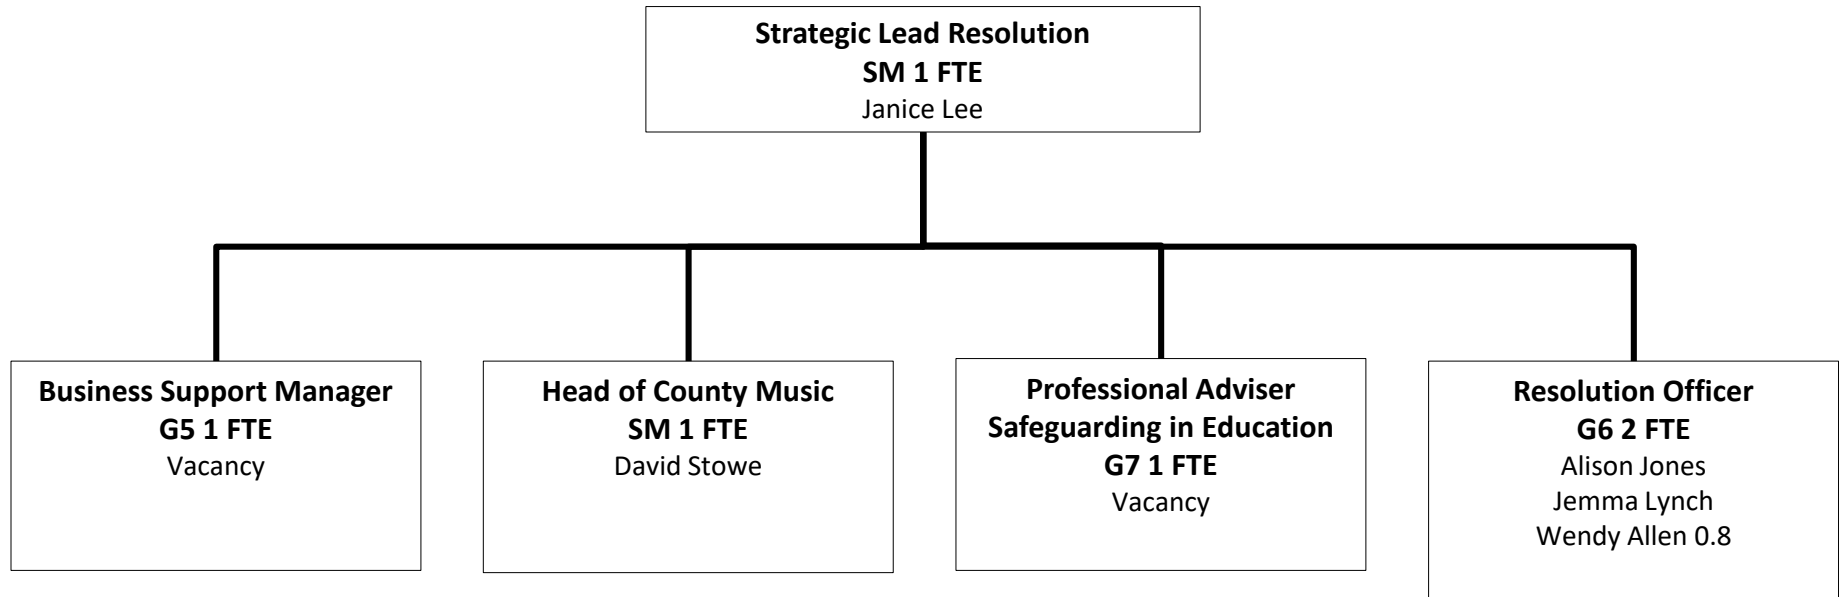 Strategic Lead Resolution
SM 1 FTE
Janice Lee
Business Support Manager
G5 1 FTE
Vacancy
Head of County Music
SM 1 FTE
David Stowe
Professional Adviser
Safeguarding in Education
G7 1 FTE
Vacancy
Resolution Officer
G6 2 FTE
Alison Jones
Jemma Lynch
Wendy Allen 0.8